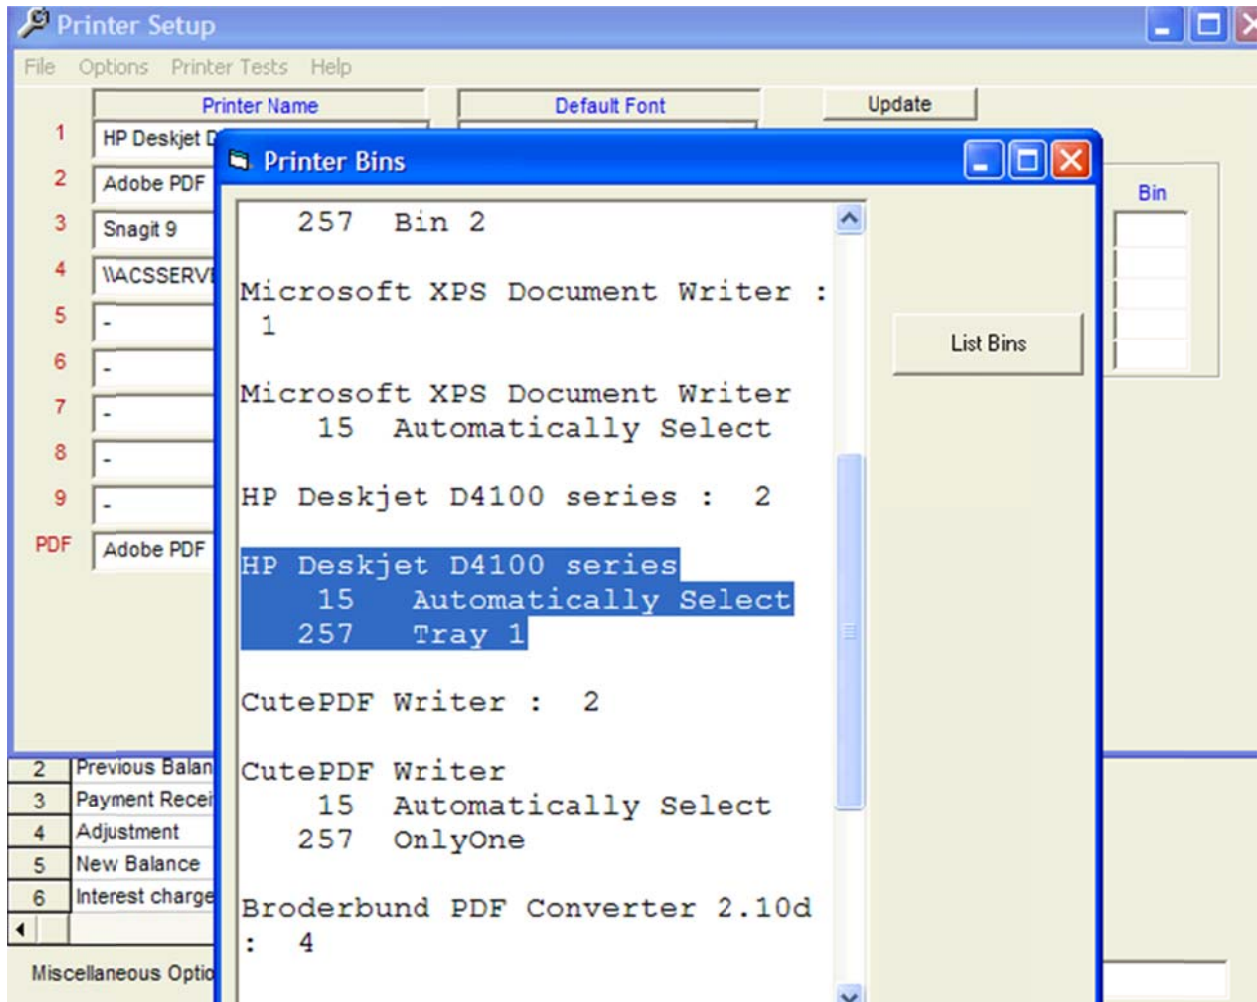 Printer Setup
File Options Printer Tests Help
Printer Name Default Font Update
1 HP Deskjet D
2 Adobe PDF
3 Snagit 9
4 \\ACSSERVE
5 -
6 -
7 -
8 -
9 -
PDF Adobe PDF
Bin
Printer Bins
257 Bin 2
Microsoft XPS Document Writer :
1
Microsoft XPS Document Writer
15 Automatically Select
HP Deskjet D4100 series : 2
HP Deskjet D4100 series
15 Automatically Select
257 Tray 1
CutePDF Writer : 2
CutePDF Writer
15 Automatically Select
257 OnlyOne
Broderbund PDF Converter 2.10d
: 4
List Bins
2 Previous Balan
3 Payment Recei
4 Adjustment
5 New Balance
6 Interest charge
Miscellaneous Optio